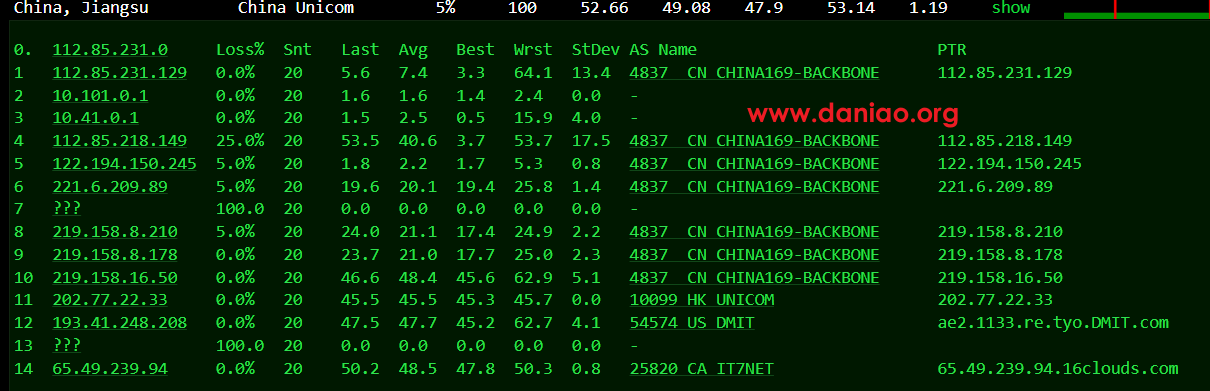 China, Jiangsu China Unicom 5% 100 52.66 49.08 47.9 53.14 1.19 show
0. 112.85.231.0 Loss% Snt Last Avg Best Wrst StDev AS Name PTR
1 112.85.231.129 0.0% 20 5.6 7.4 3.3 64.1 13.4 4837 CN CHINA169-BACKBONE 112.85.231.129
2 10.101.0.1 0.0% 20 1.6 1.6 1.4 2.4 0.0 -
www.daniao.org
3 10.41.0.1 0.0% 20 1.5 2.5 0.5 15.9 4.0 -
4 112.85.218.149 25.0% 20 53.5 40.6 3.7 53.7 17.5 4837 CN CHINA169-BACKBONE 112.85.218.149
5 122.194.150.245 5.0% 20 1.8 2.2 1.7 5.3 0.8 4837 CN CHINA169-BACKBONE 122.194.150.245
6 221.6.209.89 5.0% 20 19.6 20.1 19.4 25.8 1.4 4837 CN CHINA169-BACKBONE 221.6.209.89
7 ??? 100.0 20 0.0 0.0 0.0 0.0 0.0 -
8 219.158.8.210 5.0% 20 24.0 21.1 17.4 24.9 2.2 4837 CN CHINA169-BACKBONE 219.158.8.210
9 219.158.8.178 0.0% 20 23.7 21.0 17.7 25.0 2.3 4837 CN CHINA169-BACKBONE 219.158.8.178
10 219.158.16.50 0.0% 20 46.6 48.4 45.6 62.9 5.1 4837 CN CHINA169-BACKBONE 219.158.16.50
11 202.77.22.33 0.0% 20 45.5 45.5 45.3 45.7 0.0 10099 HK UNICOM 202.77.22.33
12 193.41.248.208 0.0% 20 47.5 47.7 45.2 62.7 4.1 54574 US DMIT ae2.1133.re.tyo.DMIT.com
13 ??? 100.0 20 0.0 0.0 0.0 0.0 0.0 -
14 65.49.239.94 0.0% 20 50.2 48.5 47.8 50.3 0.8 25820 CA IT7NET 65.49.239.94.16clouds.com